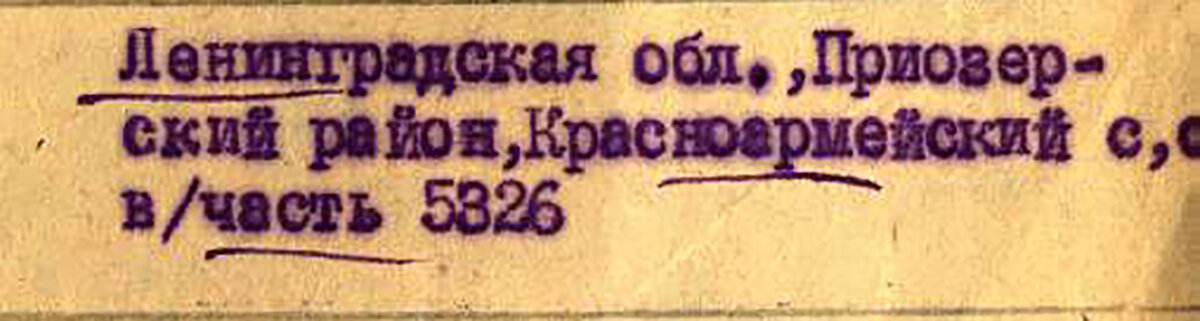 Ленинградская обл.,Приозер-
ский район,Красноармейский с,с
в/часть 5326